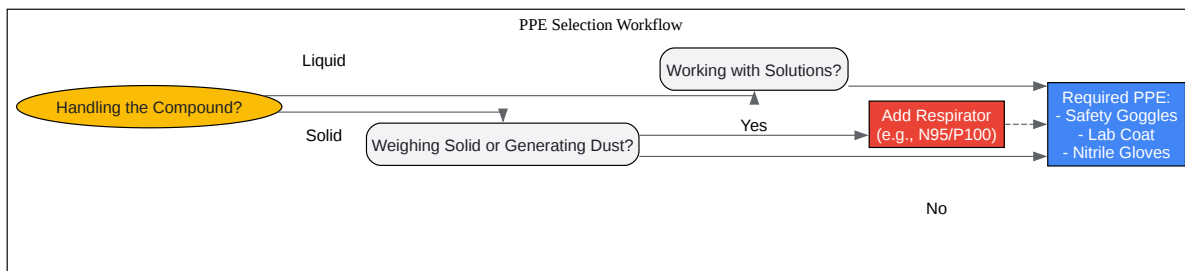 PPE Selection Workflow
Liquid
Working with Solutions?
Handling the Compound?
Solid
Weighing Solid or Generating Dust?
Yes
Add Respirator
(e.g., N95/P100)
Required PPE:
- Safety Goggles
- Lab Coat
- Nitrile Gloves
No